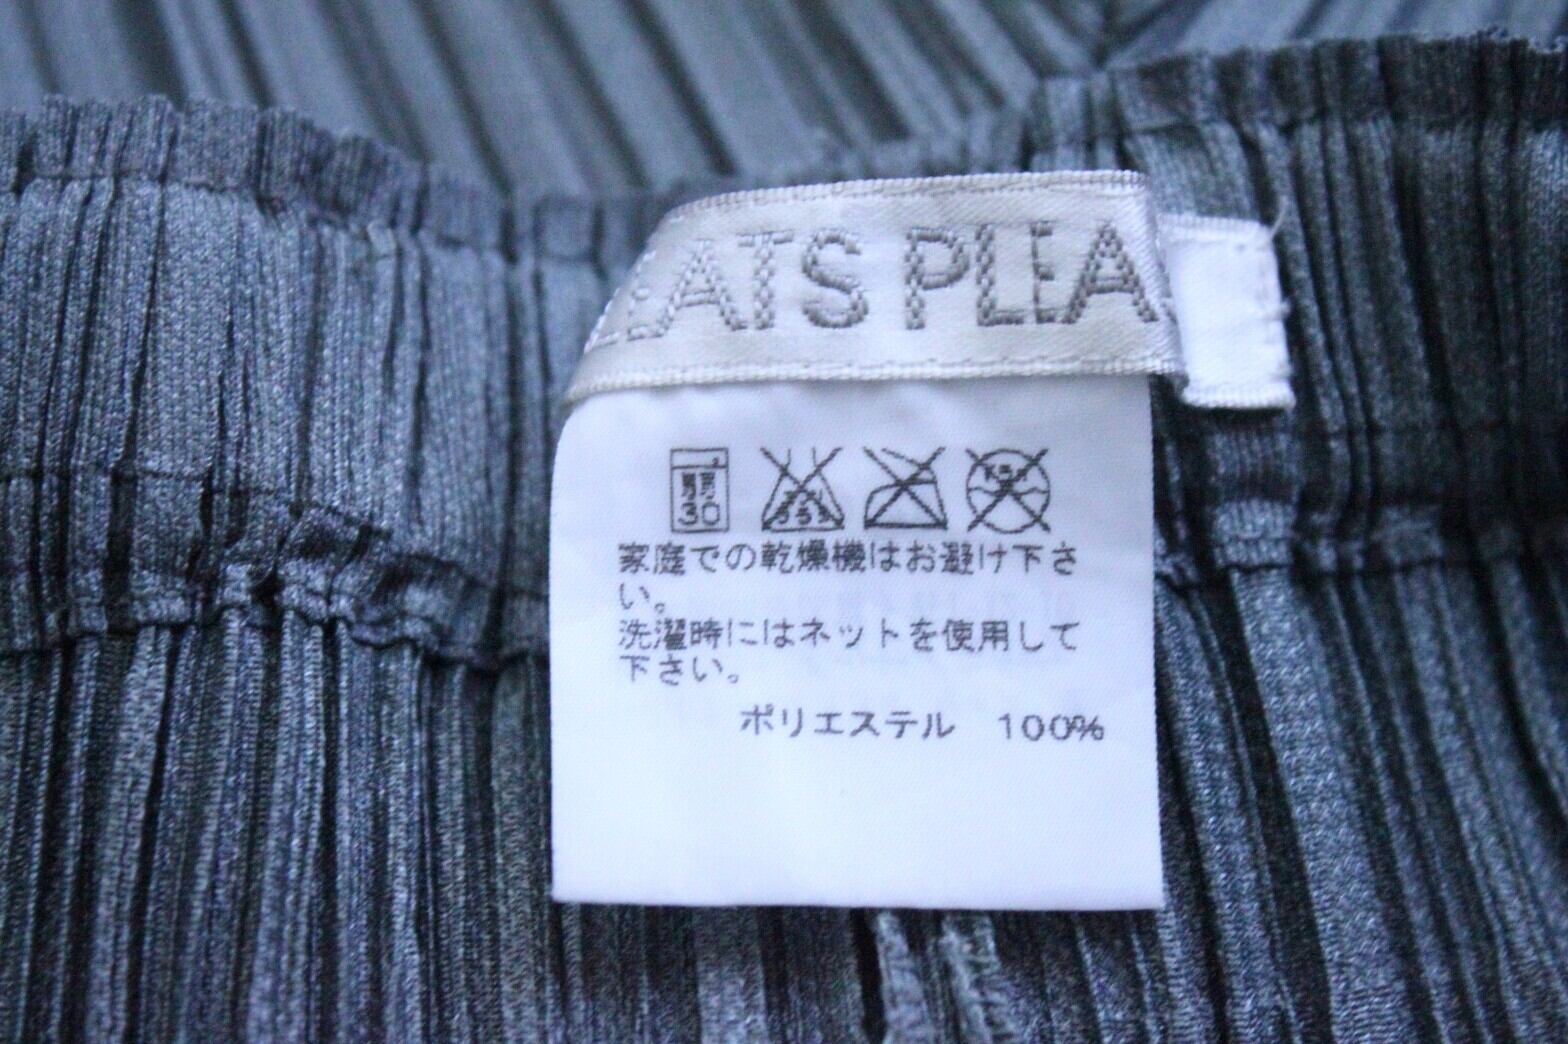 EATS PLEA
30
家庭での乾燥機はお避け下さ
い。
洗濯時にはネットを使用して
下さい。
ポリエステル 100%